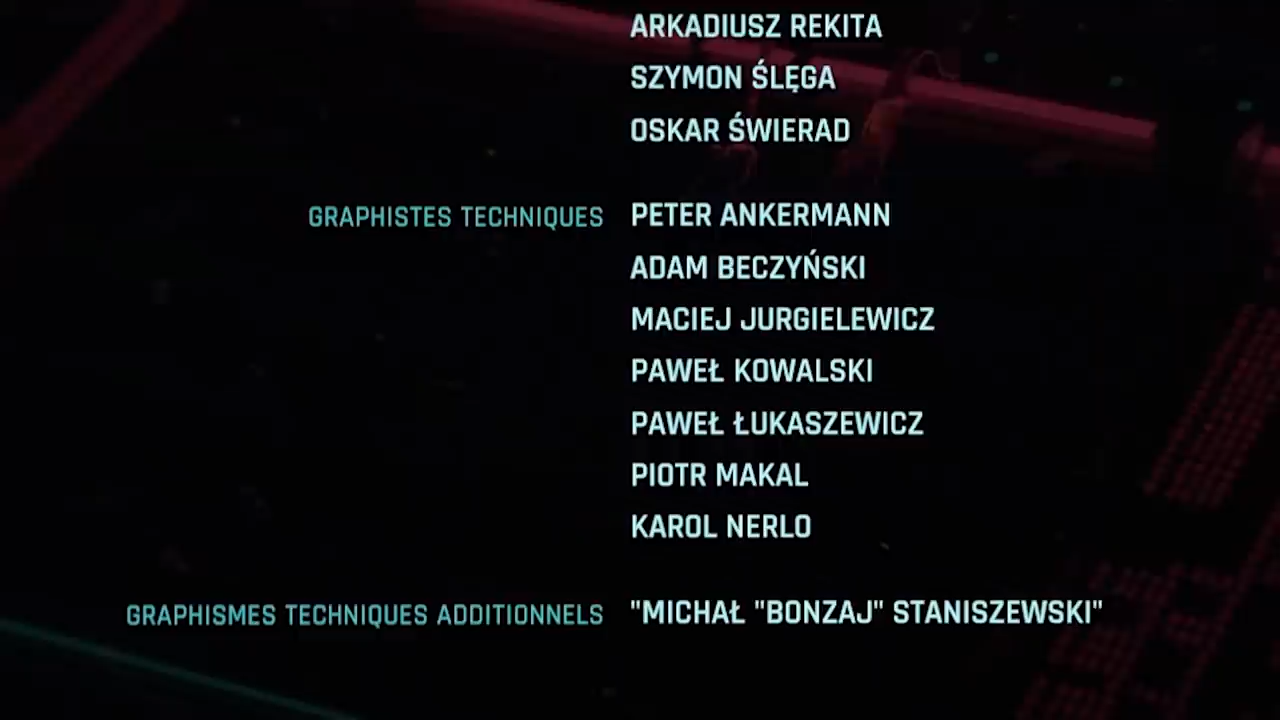 ARKADIUSZ REKITA
SZYMON ŚLĘGA
OSKAR ŚWIERAD
GRAPHISTES TECHNIQUES PETER ANKERMANN
ADAM BECZYŃSKI
MACIEJ JURGIELEWICZ
PAWEŁ KOWALSKI
PAWEŁ ŁUKASZEWICZ
PIOTR MAKAL
KAROL NERLO
GRAPHISMES TECHNIQUES ADDITIONNELS "MICHAŁ "BONZAJ" STANISZEWSKI"